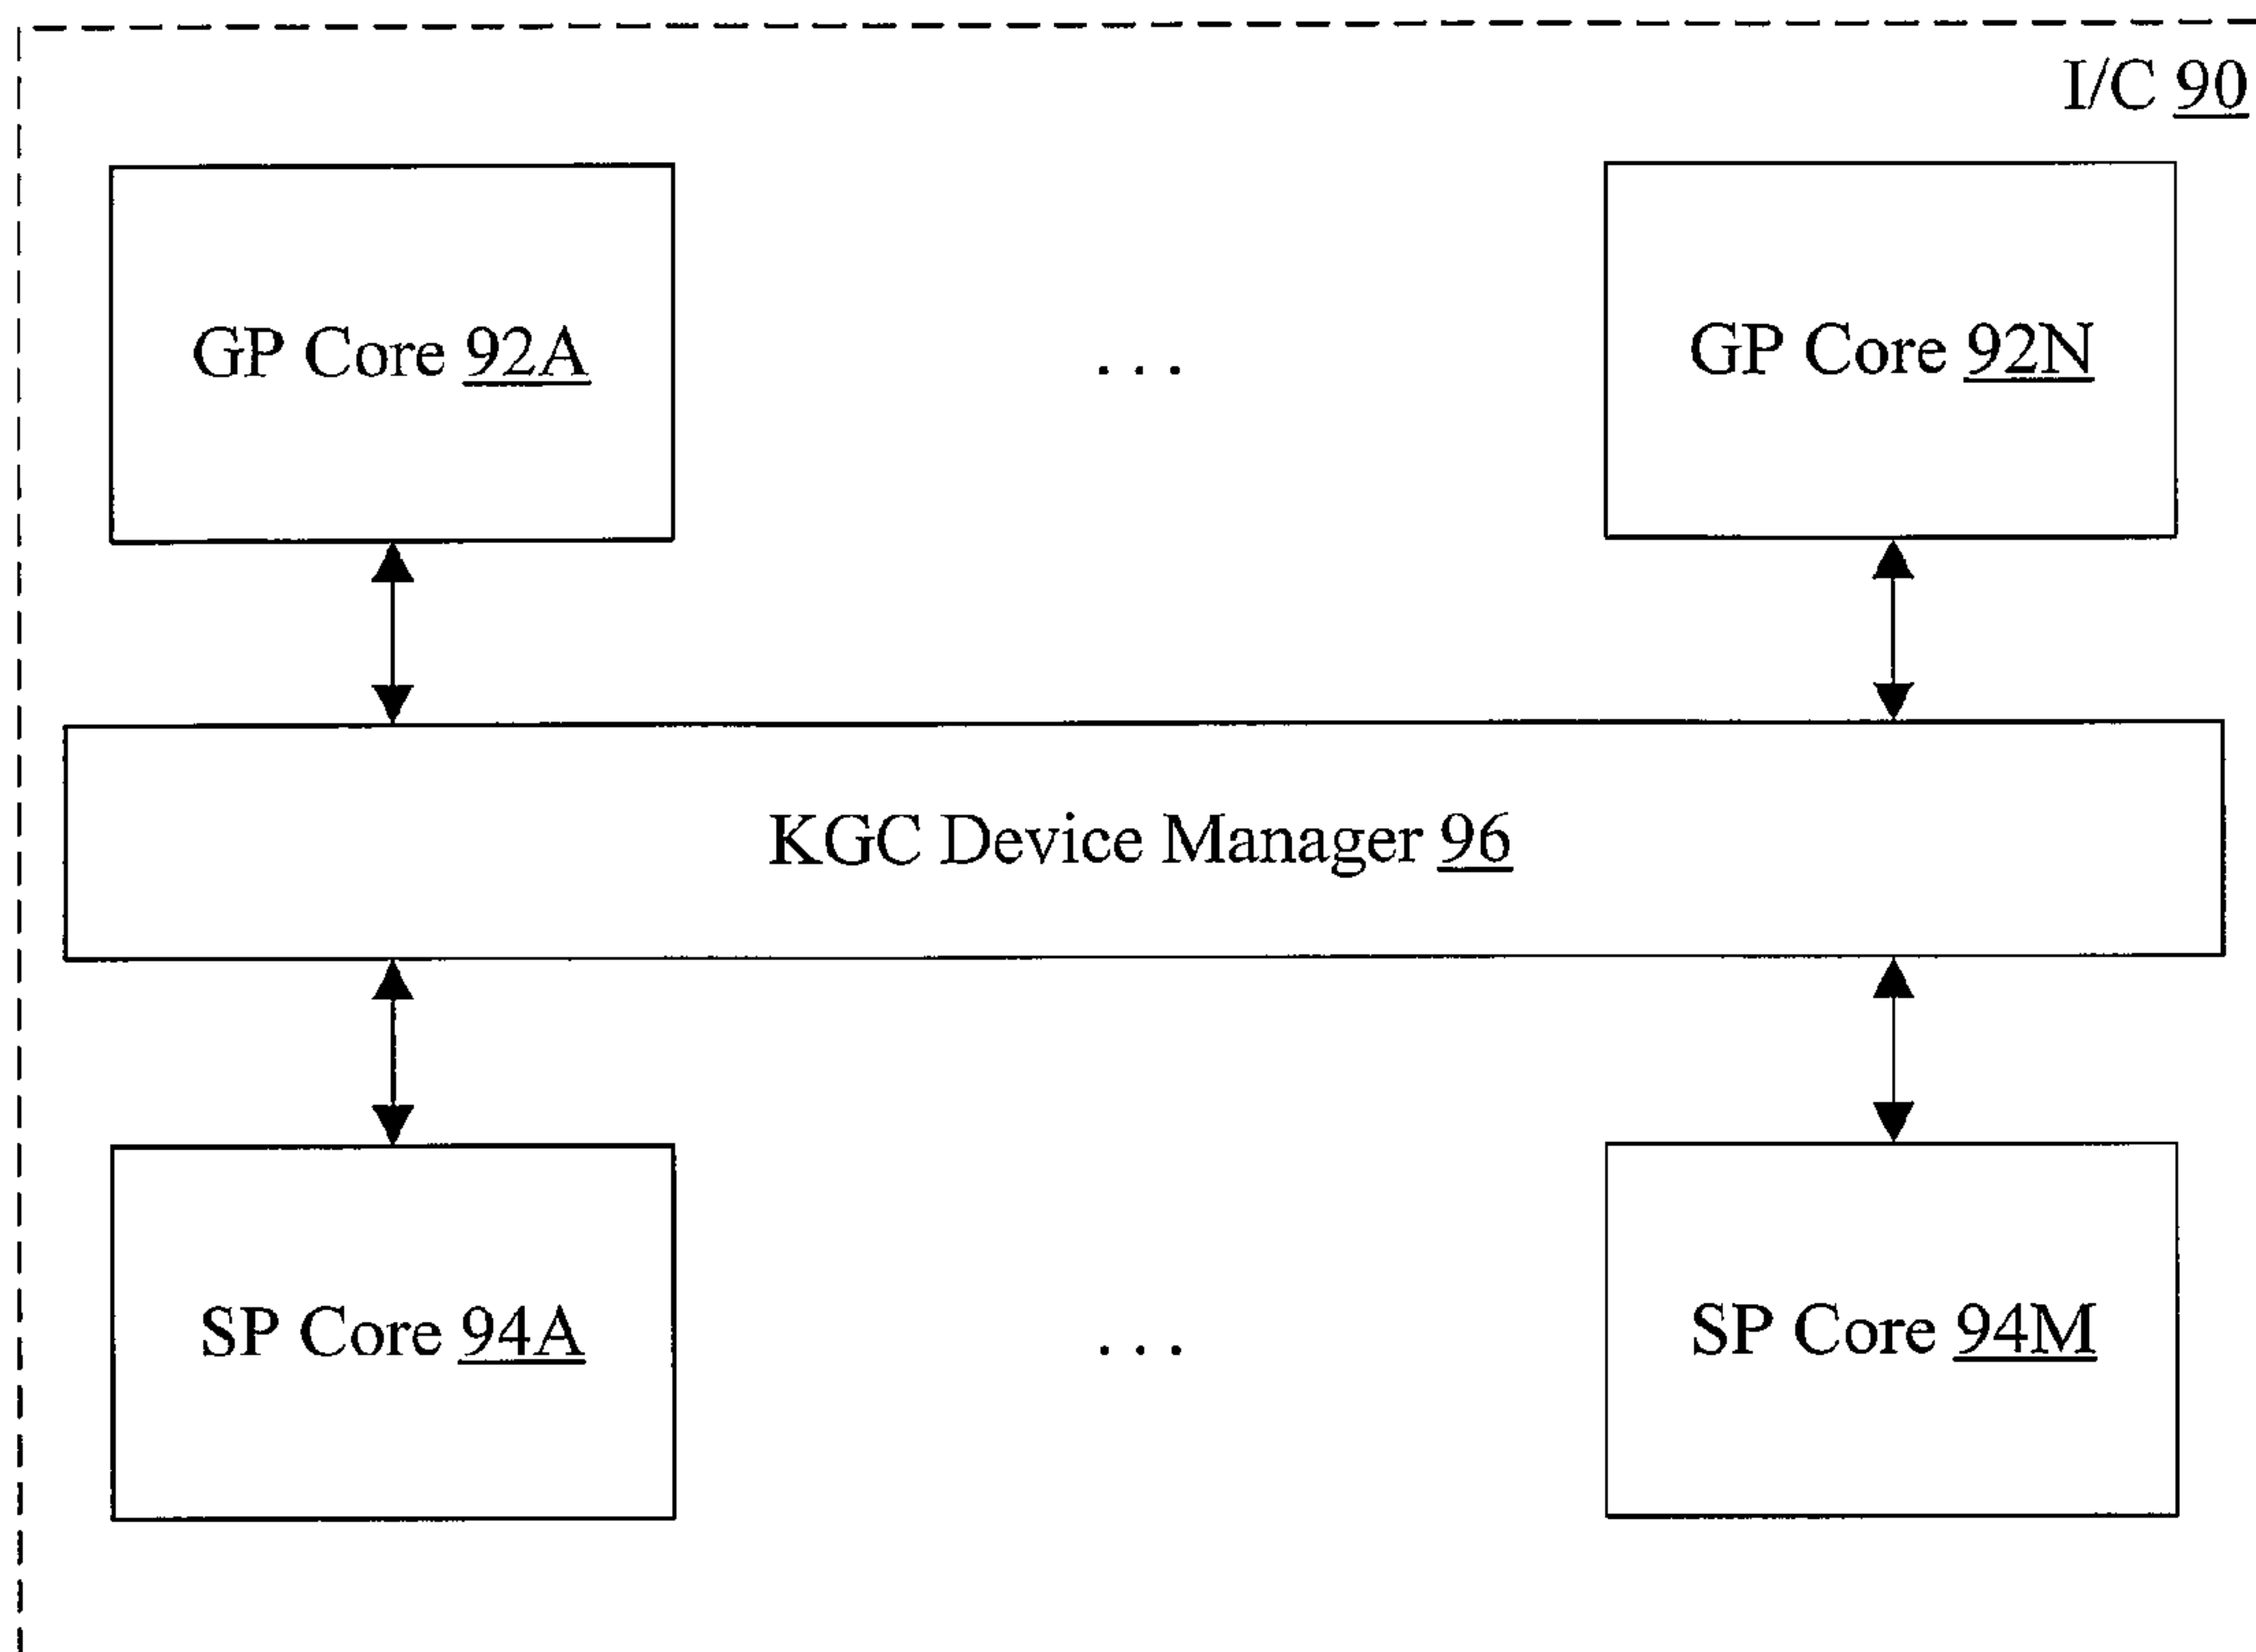 I/C 90
GP Core 92A
...
GP Core 92N
KGC Device Manager 96
SP Core 94A
...
SP Core 94M